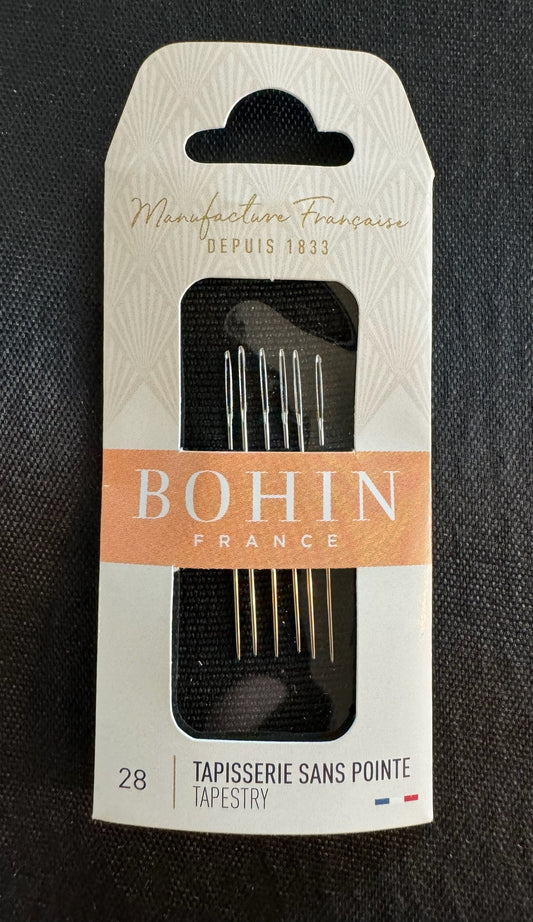 Manufacture Française
DEPUIS 1833
BOHIN
FRANCE
28
TAPISSERIE SANS POINTE
TAPESTRY